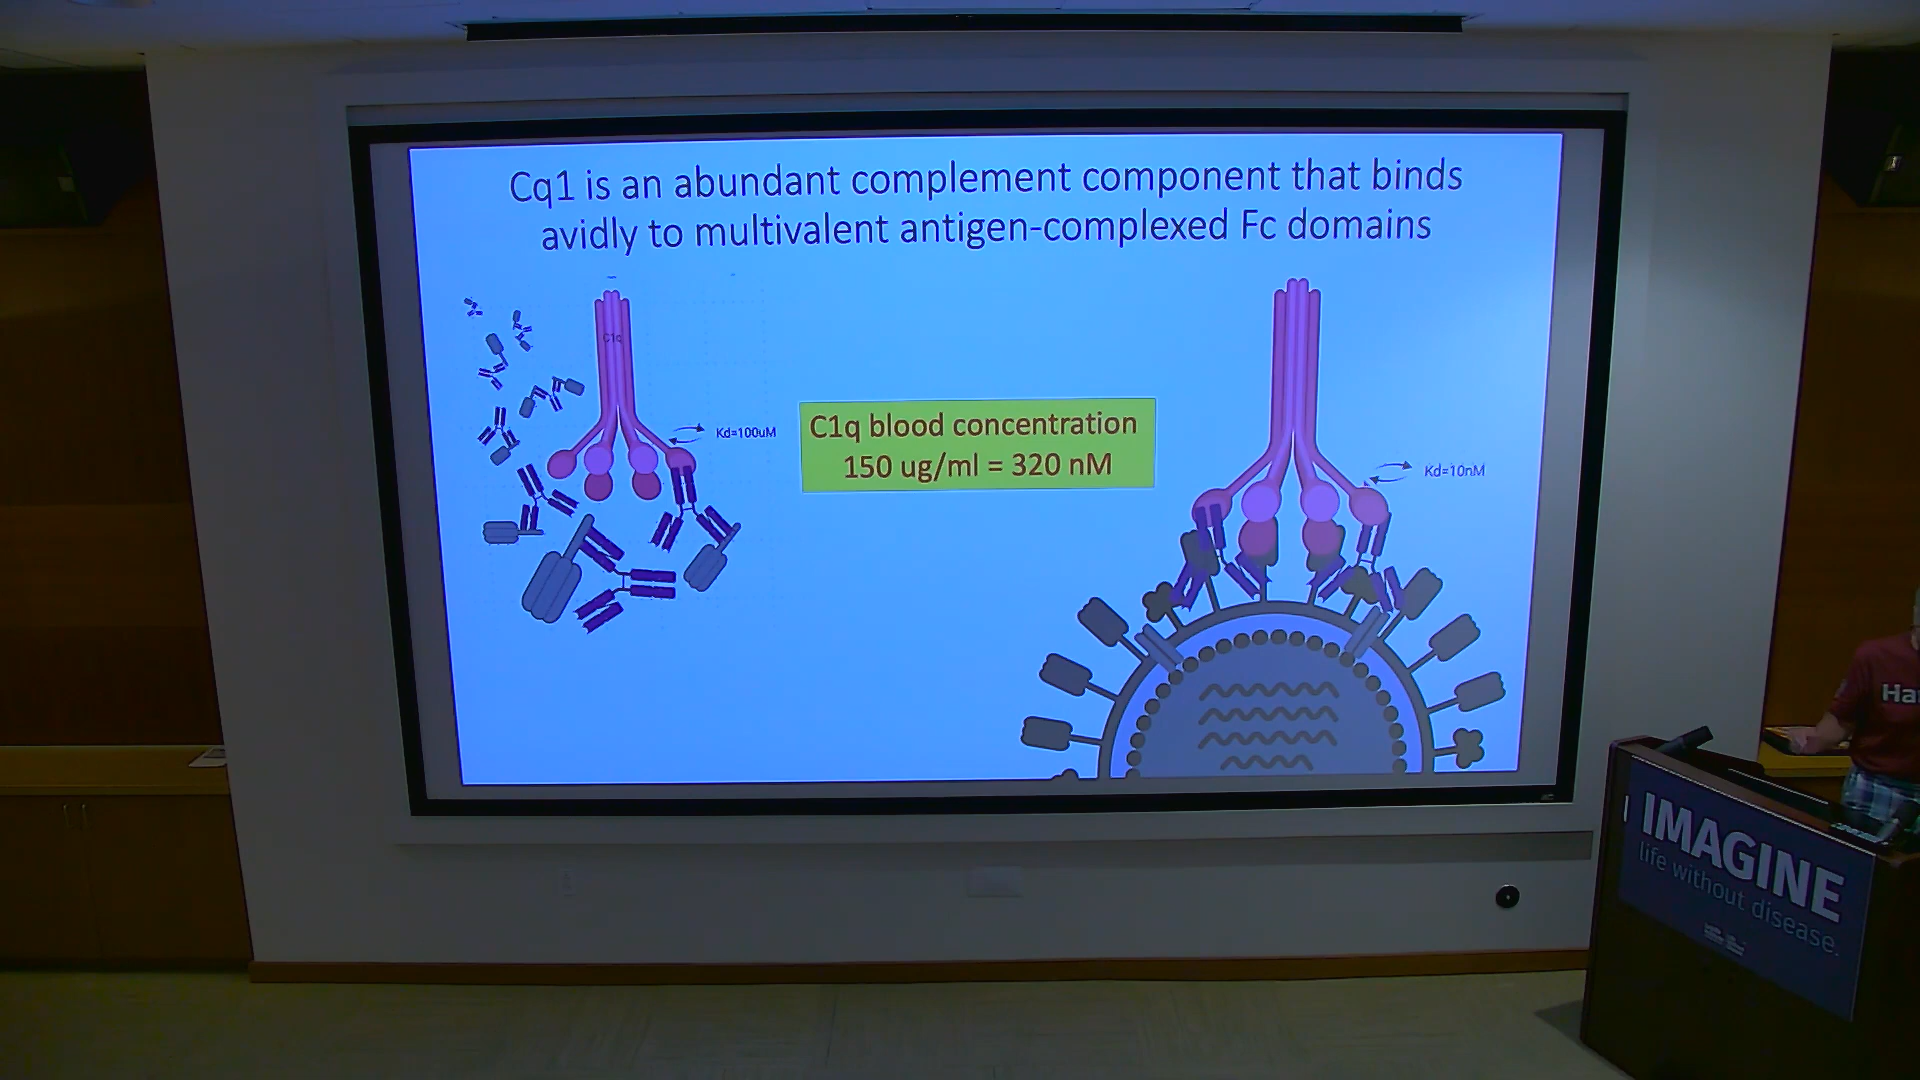 Cq1 is an abundant complement component that binds
avidly to multivalent antigen-complexed Fc domains
C1q
Kd=100uM
C1q blood concentration
150 ug/ml = 320 nM
Kd=10nM
Ha
IMAGINE
life without disease.